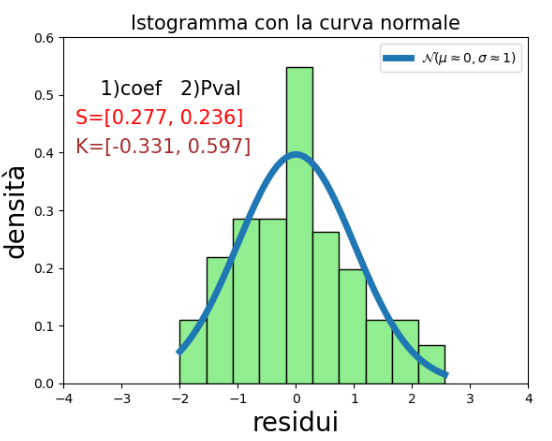 Istogramma con la curva normale
0.6
0.5
0.4
0.3
0.2
0.1
0.0
densità
1)coef 2)Pval
S=[0.277, 0.236]
K=[-0.331, 0.597]
𝒩(μ ≈ 0, σ ≈ 1)
−4 −3 −2 −1 0 1 2 3 4
residui